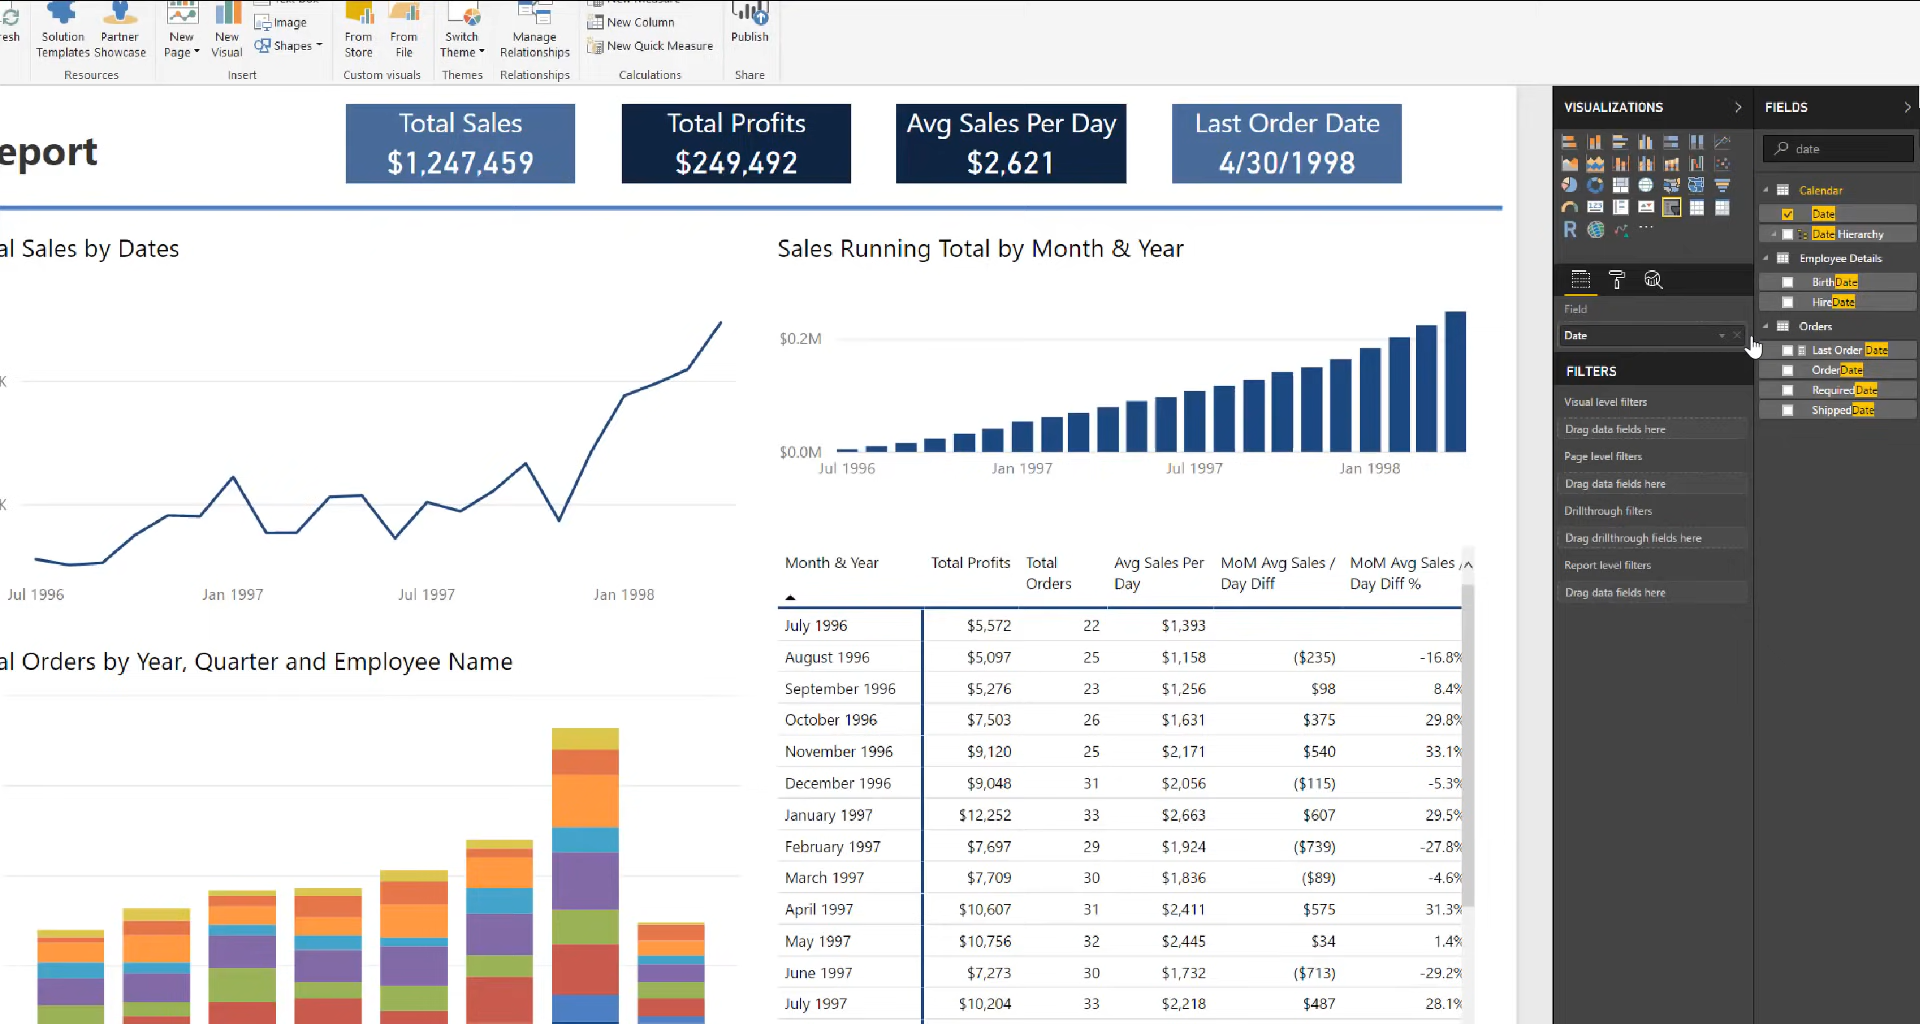 Text Box
New Measure
resh
Solution
Templates
Partner
Showcase
Resources
New
Page
New
Visual
Image
Shapes
Insert
From
Store
From
File
Custom visuals
Switch
Theme
Themes
Manage
Relationships
Relationships
New Column
New Quick Measure
Calculations
Publish
Share
eport
Total Sales
$1,247,459
Total Profits
$249,492
Avg Sales Per Day
$2,621
Last Order Date
4/30/1998
al Sales by Dates
K
K
Jul 1996 Jan 1997 Jul 1997 Jan 1998
Sales Running Total by Month & Year
$0.2M
$0.0M
Jul 1996 Jan 1997 Jul 1997 Jan 1998
al Orders by Year, Quarter and Employee Name
Month & Year Total Profits Total Orders Avg Sales Per Day MoM Avg Sales / Day Diff MoM Avg Sales / Day Diff %
July 1996 $5,572 22 $1,393
August 1996 $5,097 25 $1,158 ($235) -16.8%
September 1996 $5,276 23 $1,256 $98 8.4%
October 1996 $7,503 26 $1,631 $375 29.8%
November 1996 $9,120 25 $2,171 $540 33.1%
December 1996 $9,048 31 $2,056 ($115) -5.3%
January 1997 $12,252 33 $2,663 $607 29.5%
February 1997 $7,697 29 $1,924 ($739) -27.8%
March 1997 $7,709 30 $1,836 ($89) -4.6%
April 1997 $10,607 31 $2,411 $575 31.3%
May 1997 $10,756 32 $2,445 $34 1.4%
June 1997 $7,273 30 $1,732 ($713) -29.2%
July 1997 $10,204 33 $2,218 $487 28.1%
VISUALIZATIONS
R
123
Field
Date
FILTERS
Visual level filters
Drag data fields here
Page level filters
Drag data fields here
Drillthrough filters
Drag drillthrough fields here
Report level filters
Drag data fields here
FIELDS
date
Calendar
Date
Date Hierarchy
Employee Details
BirthDate
HireDate
Orders
Last Order Date
OrderDate
RequiredDate
ShippedDate